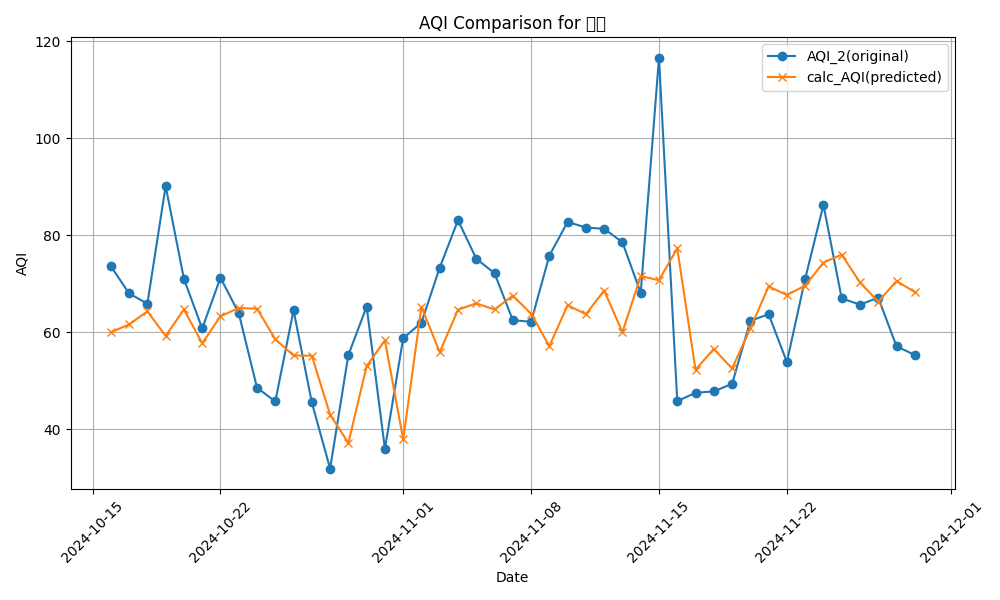 AQI Comparison for
AQI_2(original)
calc_AQI(predicted)
120
100
80
60
40
AQI
2024-10-15
2024-10-22
2024-11-01
2024-11-08
2024-11-15
2024-11-22
2024-12-01
Date